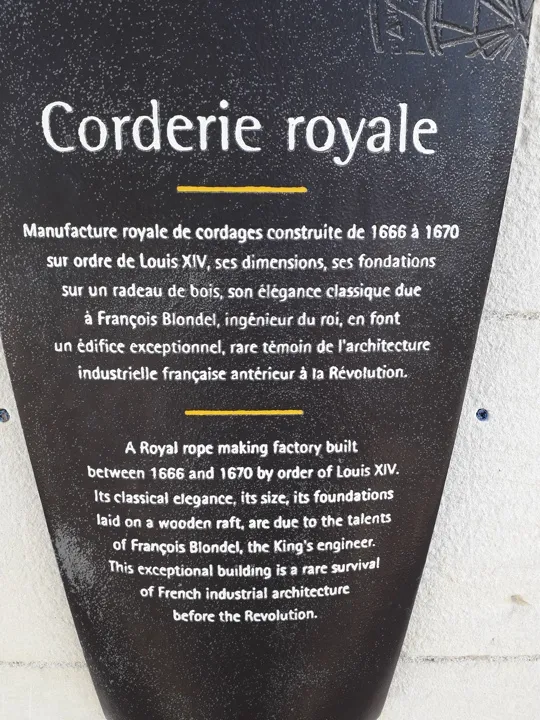 Corderie royale
Manufacture royale de cordages construite de 1666 à 1670
sur ordre de Louis XIV, ses dimensions, ses fondations
sur un radeau de bois, son élégance classique due
à François Blondel, ingénieur du roi, en font
un édifice exceptionnel, rare témoin de l'architecture
industrielle française antérieur à la Révolution.
A Royal rope making factory built
between 1666 and 1670 by order of Louis XIV.
Its classical elegance, its size, its foundations
laid on a wooden raft, are due to the talents
of François Blondel, the King's engineer.
This exceptional building is a rare survival
of French industrial architecture
before the Revolution.